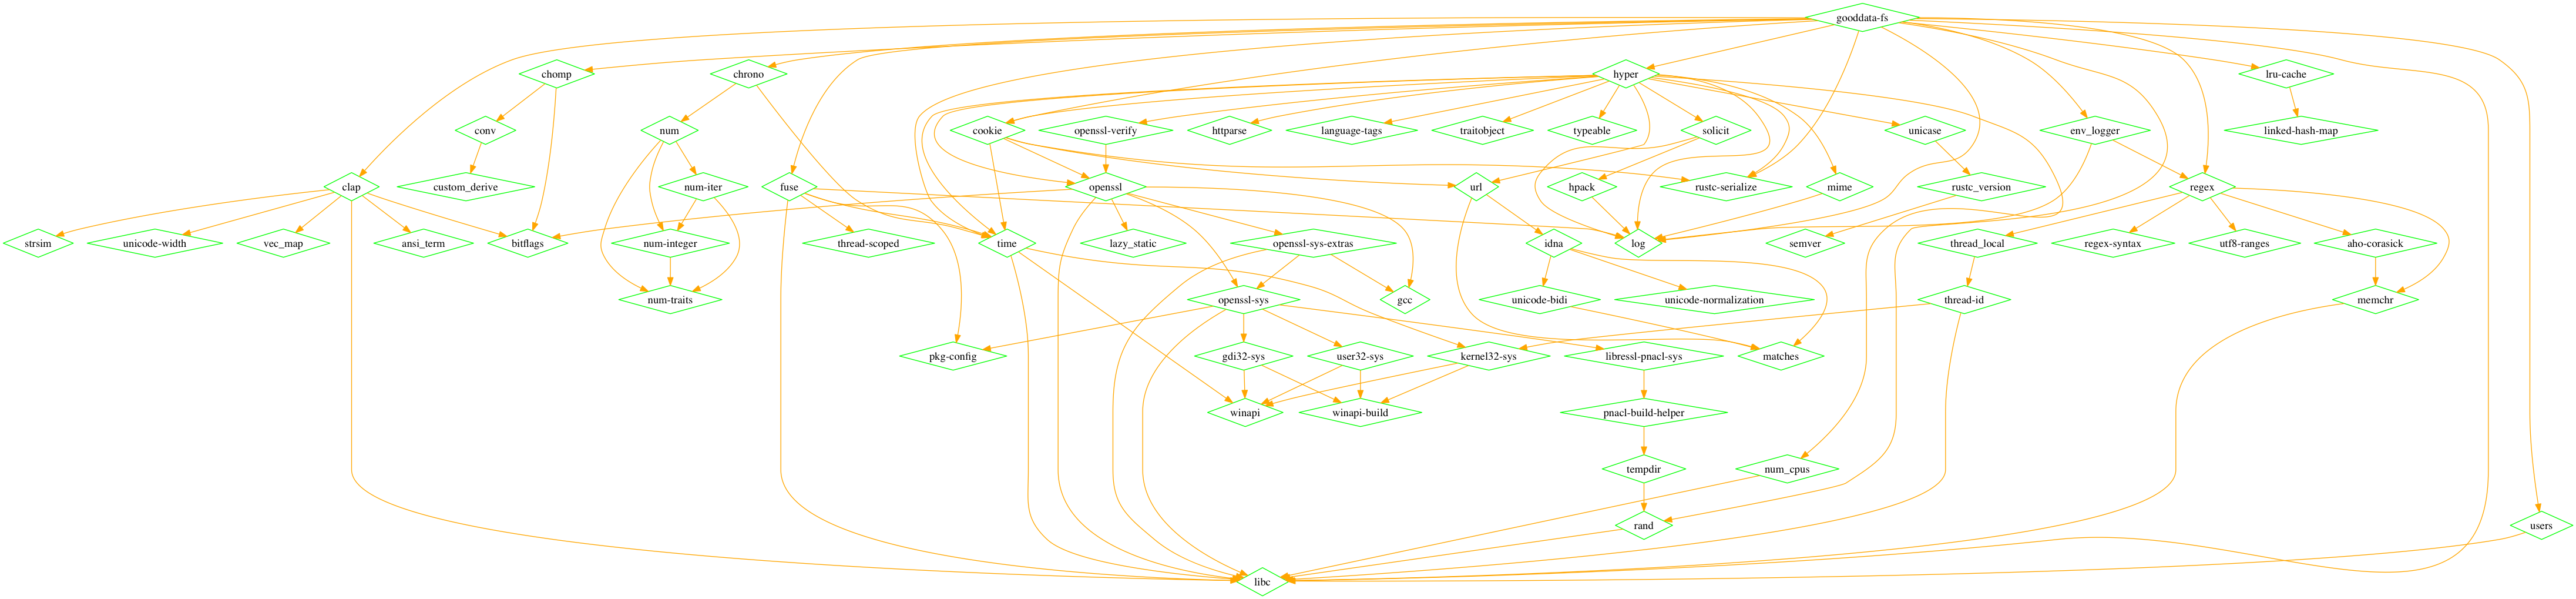 gooddata-fs
chomp
chrono
hyper
lru-cache
conv
num
cookie
openssl-verify
httparse
language-tags
traitobject
typeable
solicit
unicase
env_logger
linked-hash-map
clap
custom_derive
num-iter
fuse
openssl
url
hpack
rustc-serialize
mime
rustc_version
regex
strsim
unicode-width
vec_map
ansi_term
bitflags
num-integer
thread-scoped
time
lazy_static
openssl-sys-extras
idna
log
semver
thread_local
regex-syntax
utf8-ranges
aho-corasick
num-traits
openssl-sys
gcc
unicode-bidi
unicode-normalization
thread-id
memchr
pkg-config
gdi32-sys
user32-sys
kernel32-sys
libressl-pnacl-sys
matches
winapi
winapi-build
pnacl-build-helper
tempdir
num_cpus
rand
users
libc